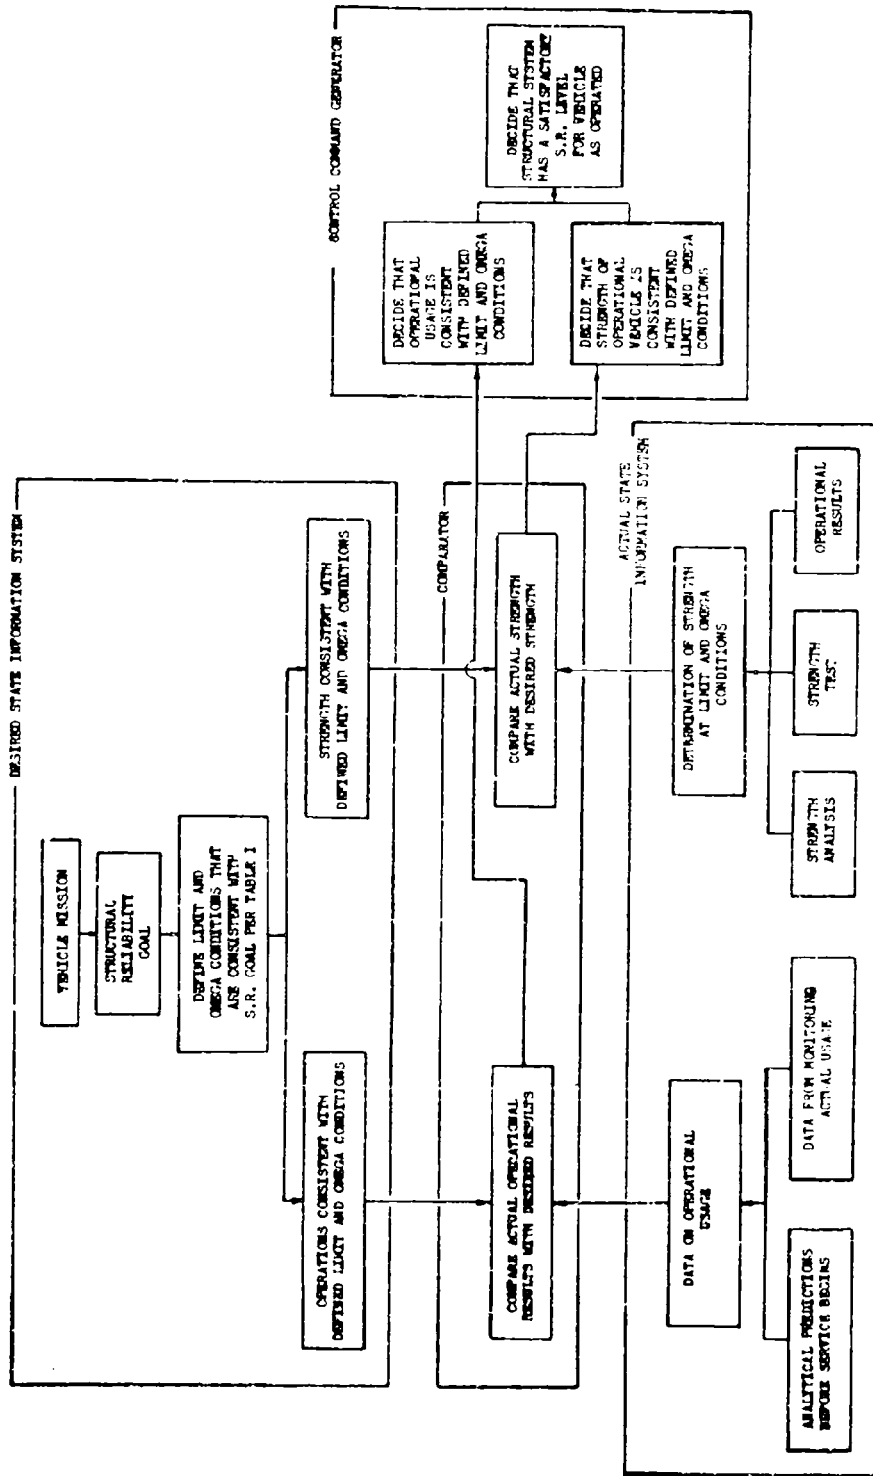 DESIRED STATE INFORMATION SYSTEM
VEHICLE MISSION
STRUCTURAL
RELIABILITY
GOAL
DEFINE LIMIT AND
OMEGA CONDITIONS THAT
ARE CONSISTENT WITH
S.R. GOAL PER TABLE I
OPERATIONS CONSISTENT WITH
DEFINED LIMIT AND OMEGA CONDITIONS
STRENGTH CONSISTENT WITH
DEFINED LIMIT AND OMEGA CONDITIONS
COMPARATOR
COMPARE ACTUAL OPERATIONAL
RESULTS WITH DESIRED RESULTS
COMPARE ACTUAL STRENGTH
WITH DESIRED STRENGTH
CONTROL COMMAND GENERATOR
DECIDE THAT
OPERATIONAL
USAGE IS
CONSISTENT
WITH DEFINED
LIMIT AND OMEGA
CONDITIONS
DECIDE THAT
STRENGTH OF
OPERATIONAL
VEHICLE IS
CONSISTENT
WITH DEFINED
LIMIT AND OMEGA
CONDITIONS
DECIDE THAT
STRUCTURAL SYSTEM
HAS A SATISFACTORY
S.R. LEVEL
FOR VEHICLE
AS OPERATED
ACTUAL STATE
INFORMATION SYSTEM
DATA ON OPERATIONAL
USAGE
ANALYTICAL PREDICTIONS
BEFORE SERVICE BEGINS
DATA FROM MONITORING
ACTUAL USAGE
DETERMINATION OF STRENGTH
AT LIMIT AND OMEGA
CONDITIONS
STRENGTH
ANALYSIS
STRENGTH
TEST
OPERATIONAL
RESULTS